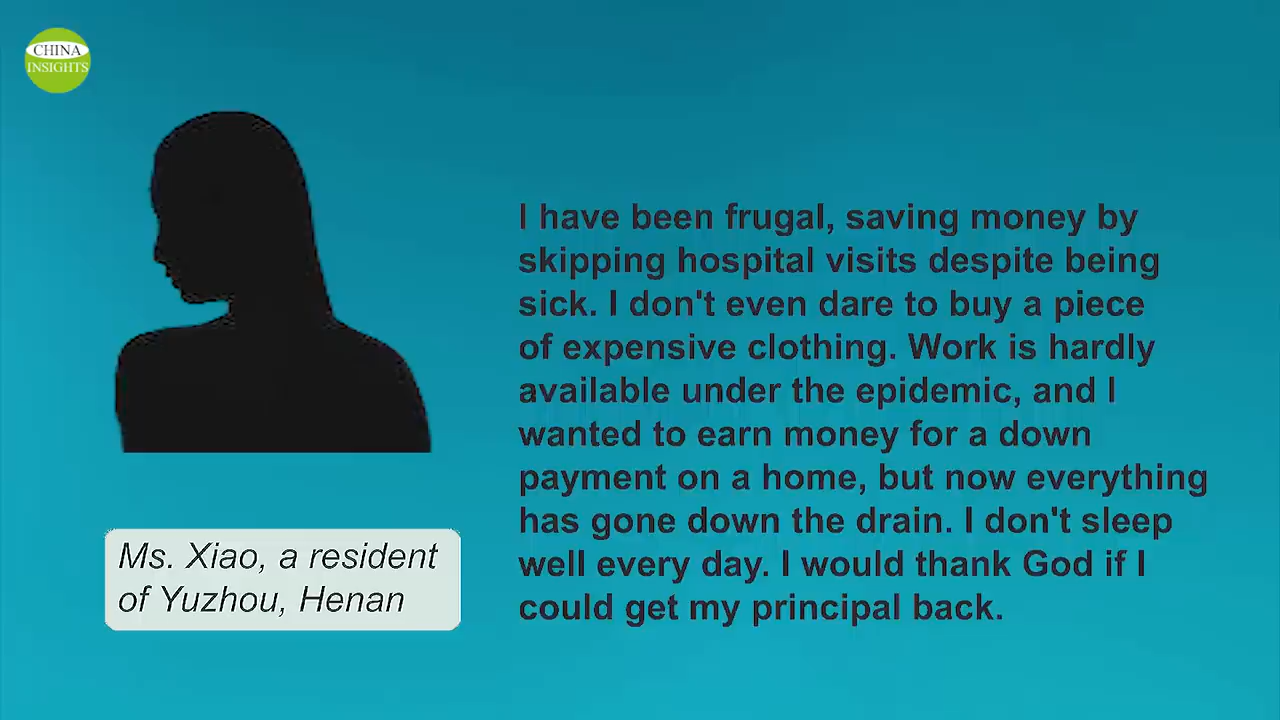 CHINA
INSIGHTS
I have been frugal, saving money by
skipping hospital visits despite being
sick. I don't even dare to buy a piece
of expensive clothing. Work is hardly
available under the epidemic, and I
wanted to earn money for a down
payment on a home, but now everything
has gone down the drain. I don't sleep
well every day. I would thank God if I
could get my principal back.
Ms. Xiao, a resident
of Yuzhou, Henan